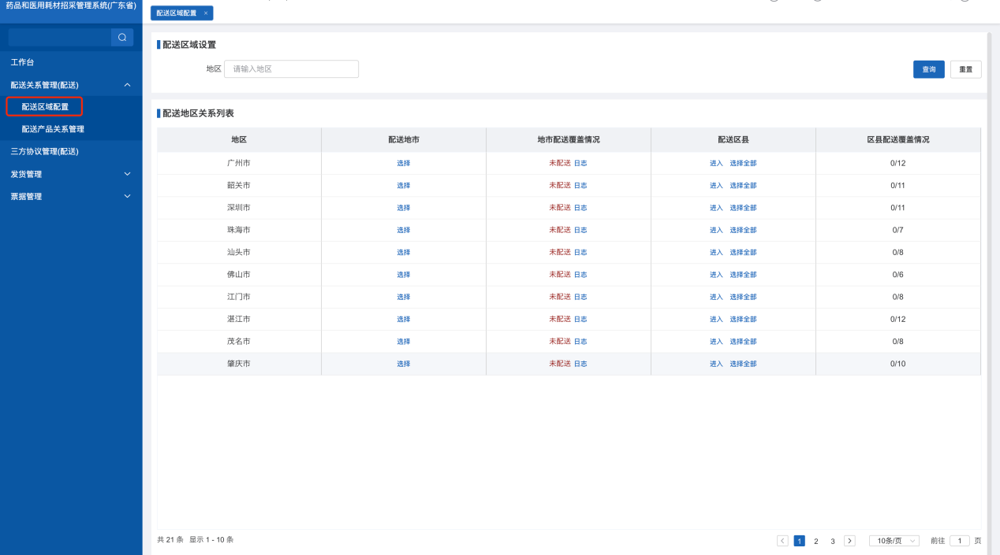 药品和医用耗材招采管理系统(广东省)
配送区域配置 ×
工作台
配送关系管理(配送)
配送区域配置
配送产品关系管理
三方协议管理(配送)
发货管理
票据管理
配送区域设置
地区 请输入地区 查询 重置
配送地区关系列表
地区 配送地市 地市配送覆盖情况 配送区县 区县配送覆盖情况
广州市 选择 未配送 日志 进入 选择全部 0/12
韶关市 选择 未配送 日志 进入 选择全部 0/11
深圳市 选择 未配送 日志 进入 选择全部 0/11
珠海市 选择 未配送 日志 进入 选择全部 0/7
汕头市 选择 未配送 日志 进入 选择全部 0/8
佛山市 选择 未配送 日志 进入 选择全部 0/6
江门市 选择 未配送 日志 进入 选择全部 0/8
湛江市 选择 未配送 日志 进入 选择全部 0/12
茂名市 选择 未配送 日志 进入 选择全部 0/8
肇庆市 选择 未配送 日志 进入 选择全部 0/10
共 21 条 显示 1 - 10 条 1 2 3 10条/页 前往 1 页